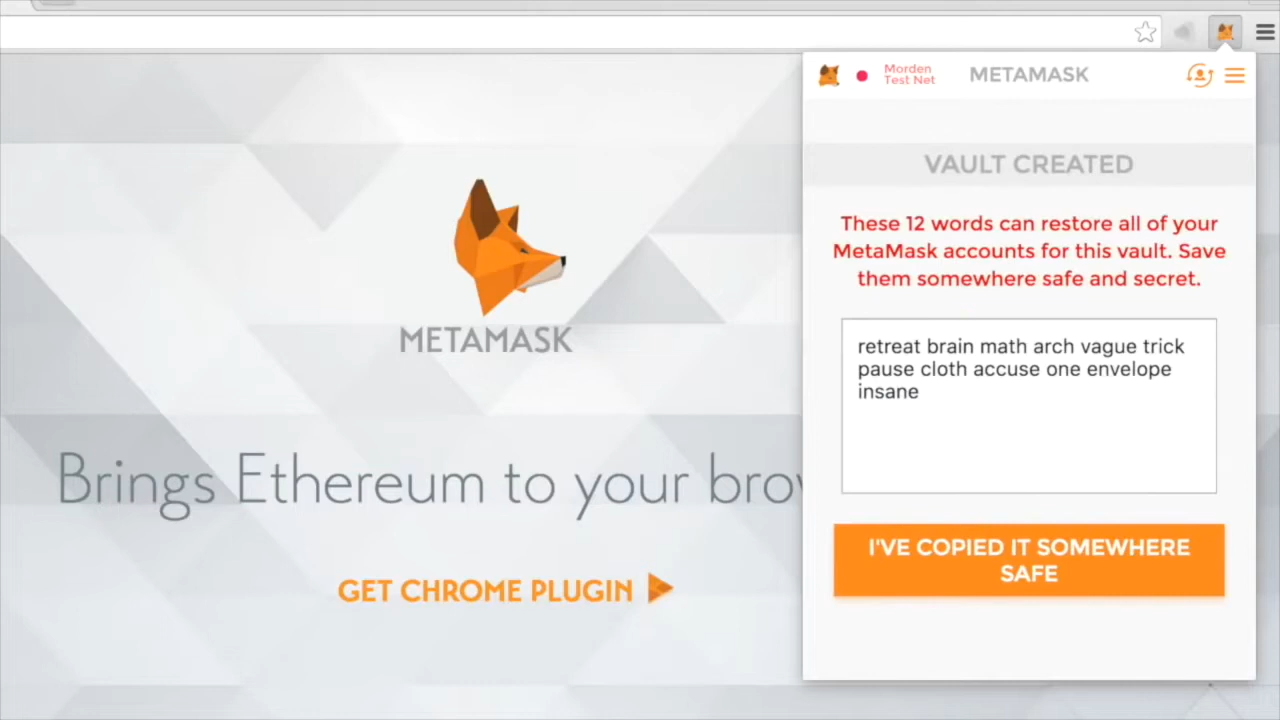 Morden
Test Net
METAMASK
VAULT CREATED
These 12 words can restore all of your
MetaMask accounts for this vault. Save
them somewhere safe and secret.
retreat brain math arch vague trick
pause cloth accuse one envelope
insane
I'VE COPIED IT SOMEWHERE
SAFE
METAMASK
Brings Ethereum to your brow
GET CHROME PLUGIN